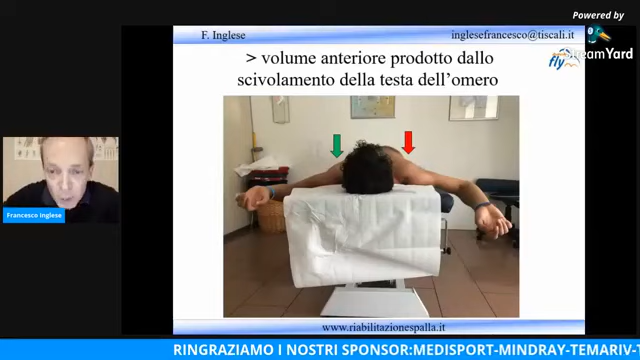 Powered by
StreamYard
F. Inglese
inglesefrancesco@tiscali.it
fly
> volume anteriore prodotto dallo
scivolamento della testa dell'omero
Francesco Inglese
www.riabilitazionespalla.it
RINGRAZIAMO I NOSTRI SPONSOR:MEDISPORT-MINDRAY-TEMARIV-